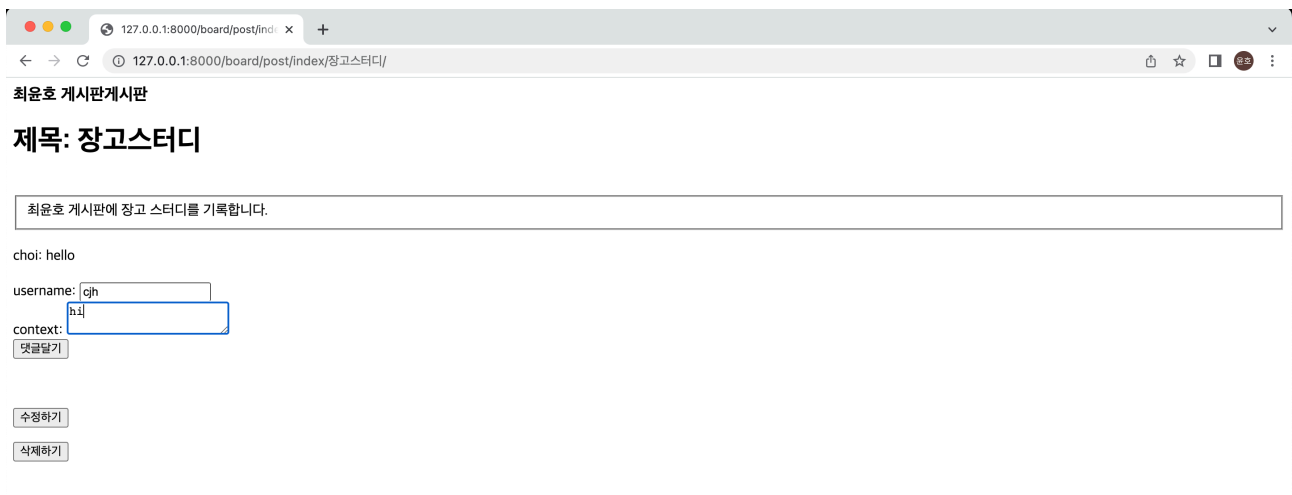 127.0.0.1:8000/board/post/inde
127.0.0.1:8000/board/post/index/장고스터디/
윤호
최윤호 게시판게시판
제목: 장고스터디
최윤호 게시판에 장고 스터디를 기록합니다.
choi: hello
username: cjh
context: hi
댓글달기
수정하기
삭제하기